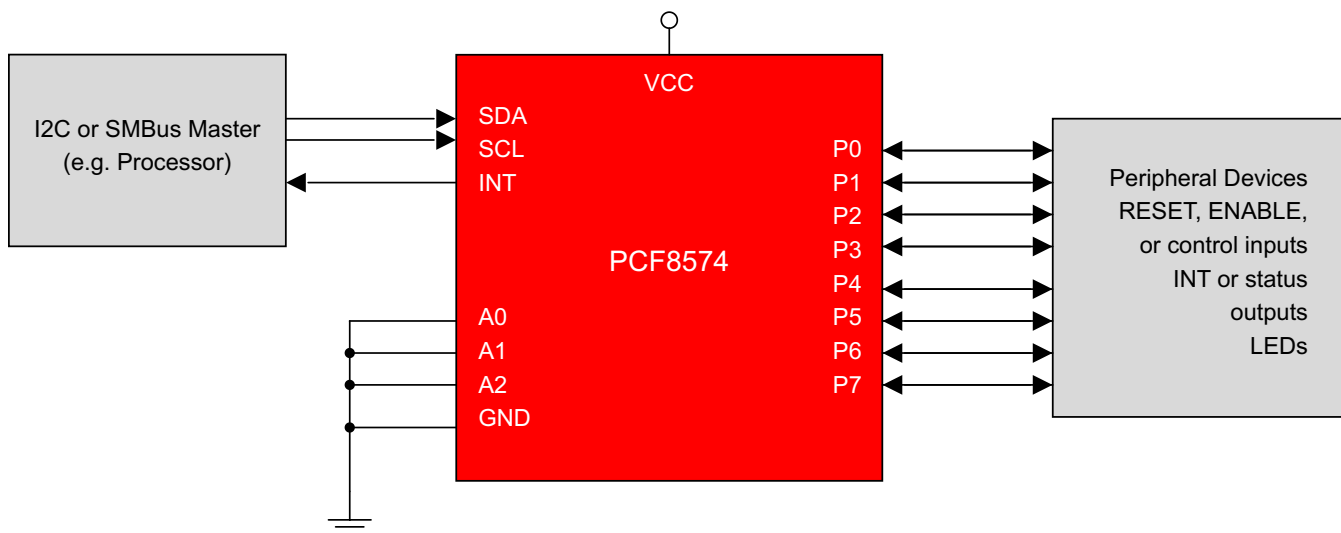 I2C or SMBus Master
(e.g. Processor)
VCC
SDA
SCL
INT
PCF8574
A0
A1
A2
GND
P0
P1
P2
P3
P4
P5
P6
P7
Peripheral Devices
RESET, ENABLE,
or control inputs
INT or status
outputs
LEDs